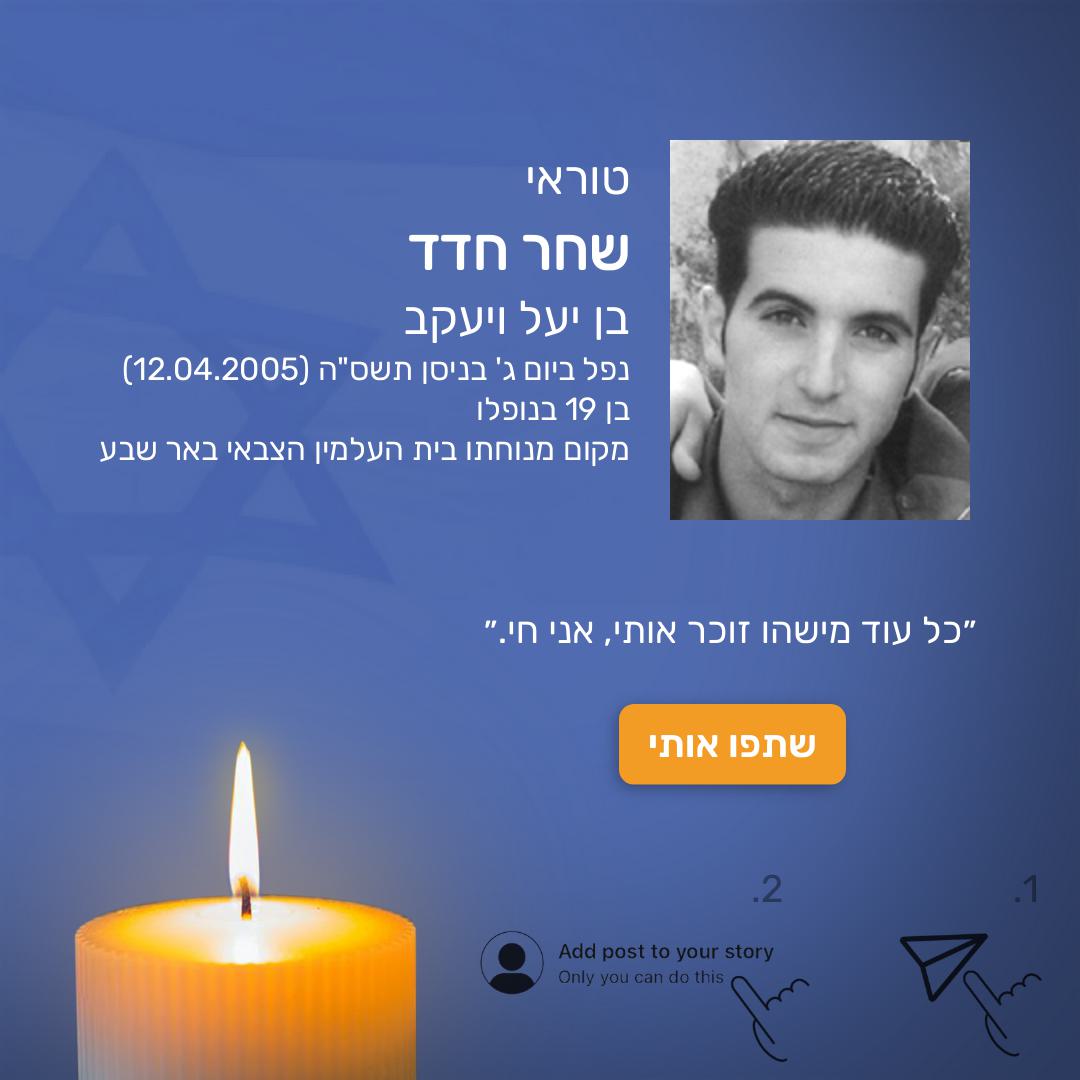 טוראי
שחר חדד
בן יעל ויעקב
נפל ביום ג' בניסן תשס"ה (12.04.2005)
בן 19 בנופלו
מקום מנוחתו בית העלמין הצבאי באר שבע
״כל עוד מישהו זוכר אותי, אני חי.״
שתפו אותי
.1
.2
Add post to your story
Only you can do this